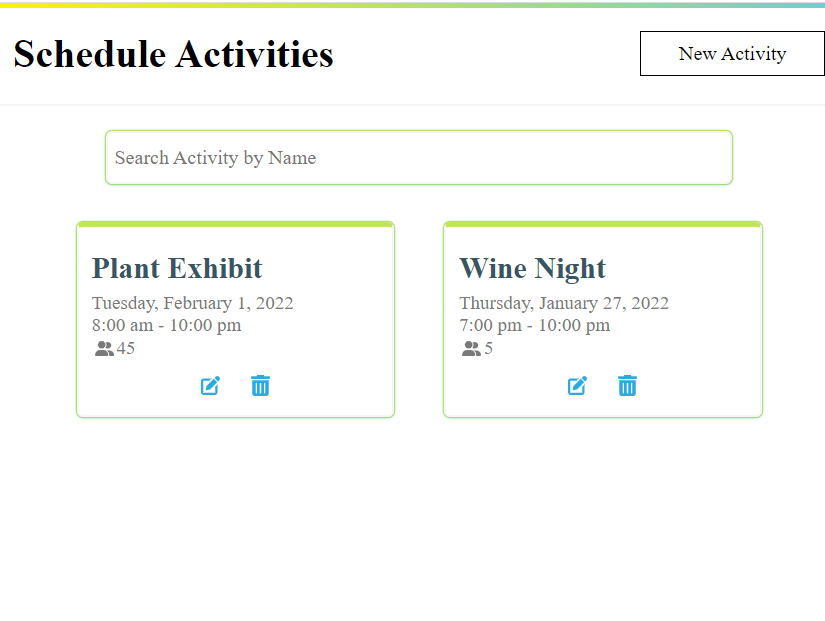 Schedule Activities
New Activity
Search Activity by Name
Plant Exhibit
Tuesday, February 1, 2022
8:00 am - 10:00 pm
45
Wine Night
Thursday, January 27, 2022
7:00 pm - 10:00 pm
5